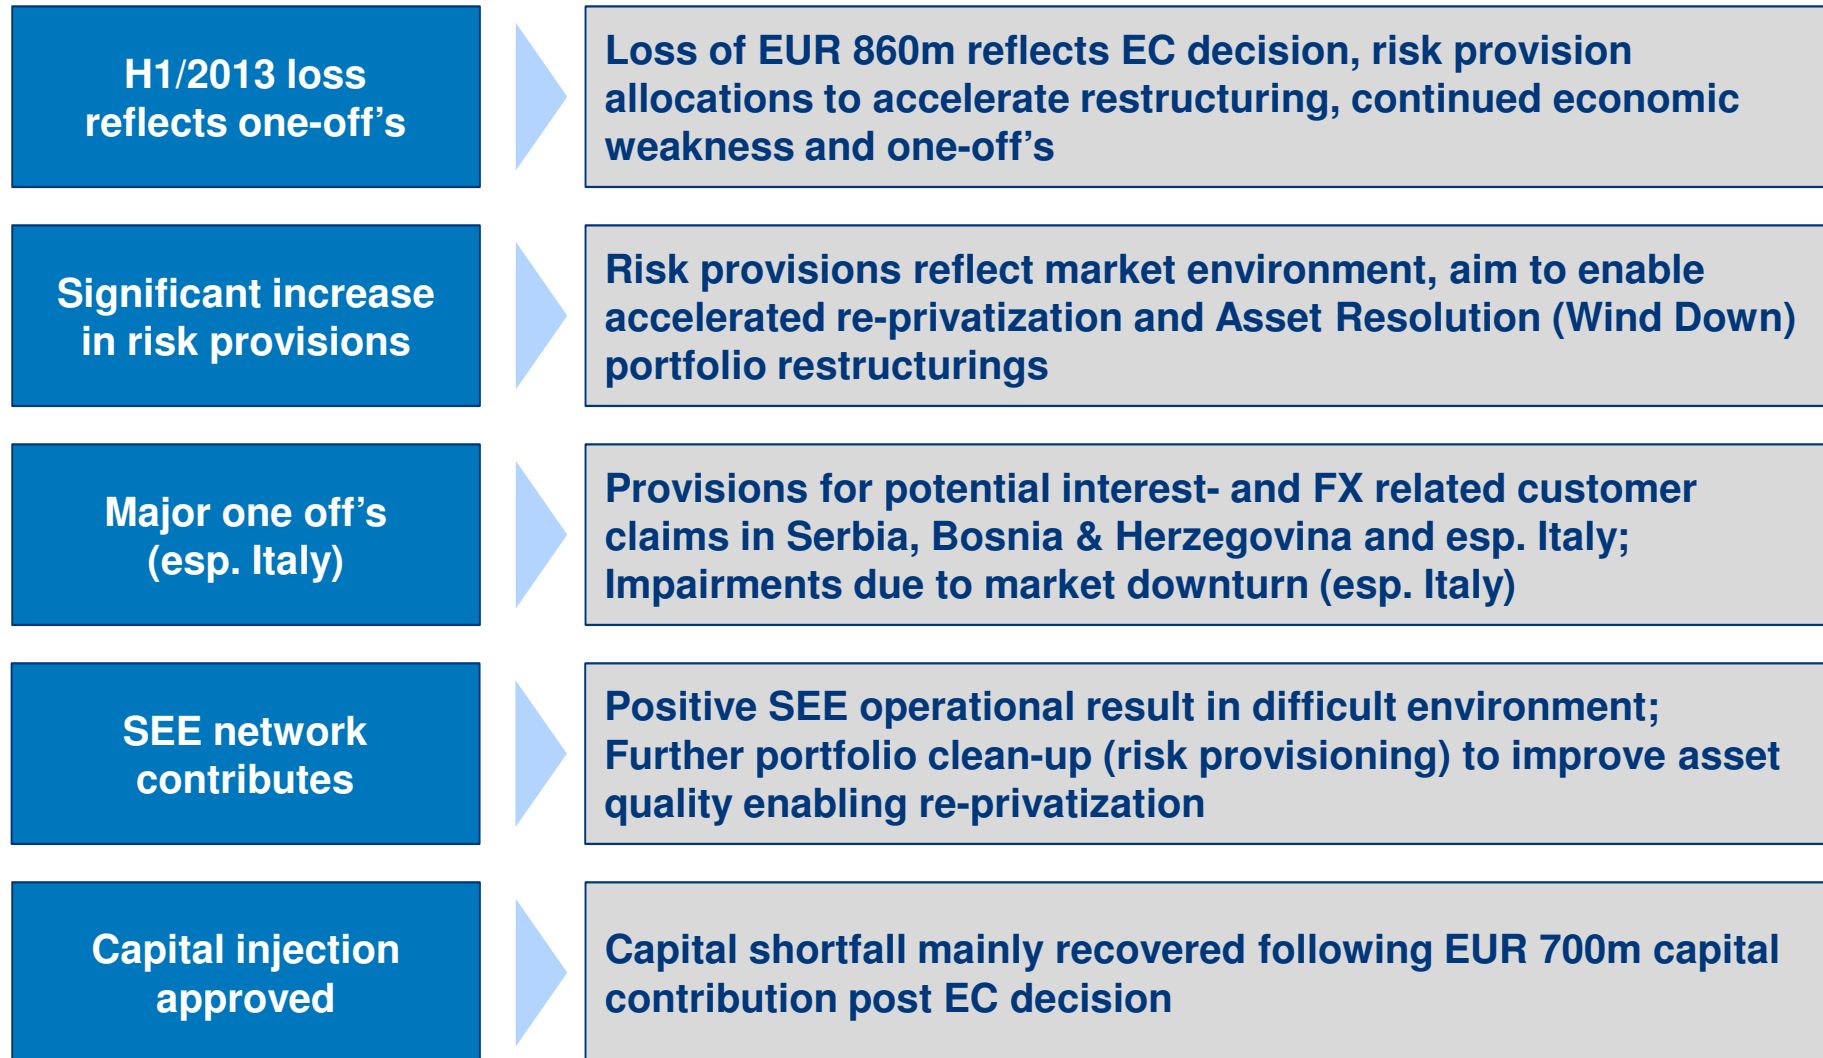 H1/2013 loss
reflects one-off’s
Loss of EUR 860m reflects EC decision, risk provision
allocations to accelerate restructuring, continued economic
weakness and one-off’s
Significant increase
in risk provisions
Risk provisions reflect market environment, aim to enable
accelerated re-privatization and Asset Resolution (Wind Down)
portfolio restructurings
Major one off’s
(esp. Italy)
Provisions for potential interest- and FX related customer
claims in Serbia, Bosnia & Herzegovina and esp. Italy;
Impairments due to market downturn (esp. Italy)
SEE network
contributes
Positive SEE operational result in difficult environment;
Further portfolio clean-up (risk provisioning) to improve asset
quality enabling re-privatization
Capital injection
approved
Capital shortfall mainly recovered following EUR 700m capital
contribution post EC decision